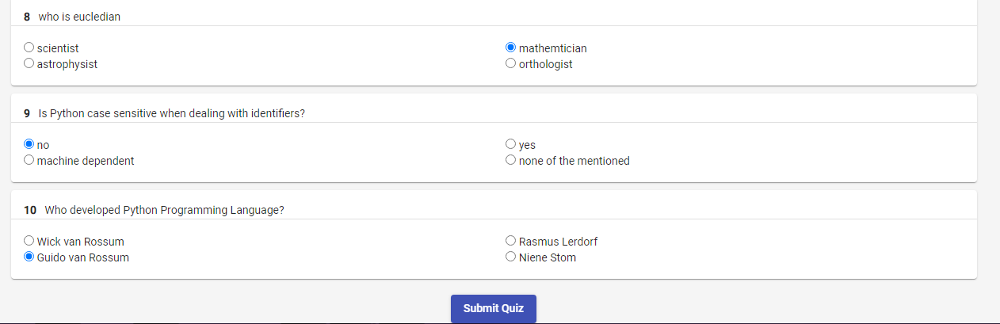 8 who is eucledian
scientist mathemtician
astrophysist orthologist
9 Is Python case sensitive when dealing with identifiers?
no yes
machine dependent none of the mentioned
10 Who developed Python Programming Language?
Wick van Rossum Rasmus Lerdorf
Guido van Rossum Niene Stom
Submit Quiz